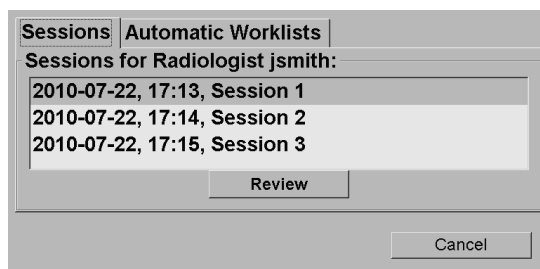 Sessions Automatic Worklists
Sessions for Radiologist jsmith:
2010-07-22, 17:13, Session 1
2010-07-22, 17:14, Session 2
2010-07-22, 17:15, Session 3
Review
Cancel